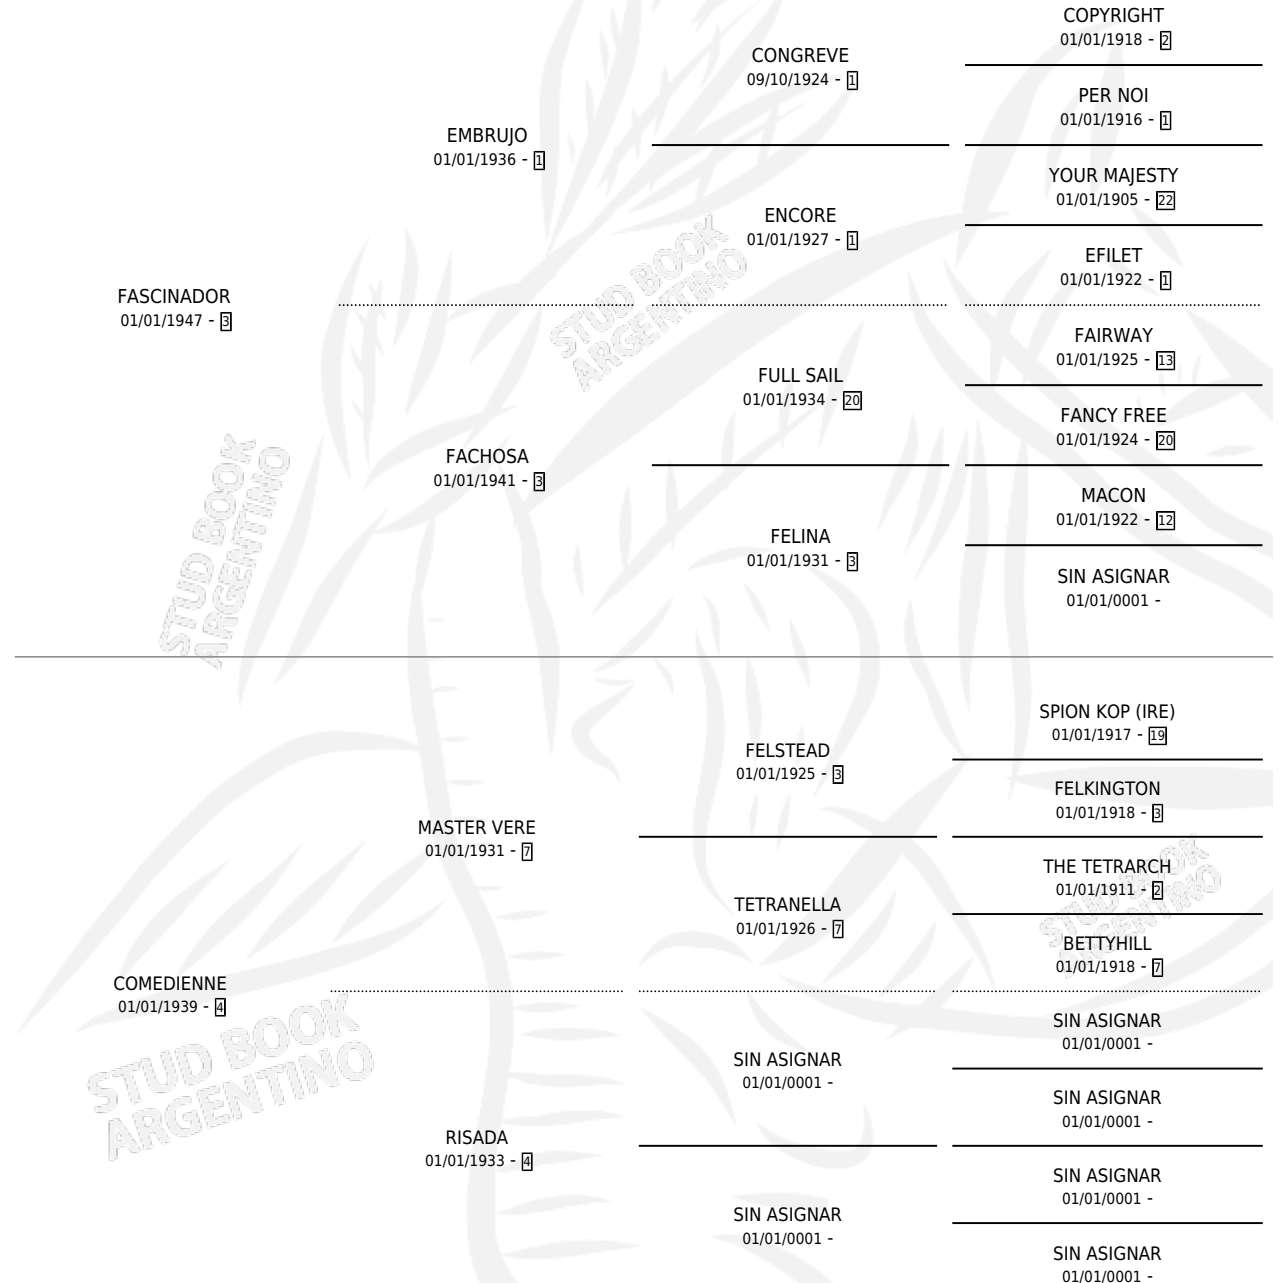 COPYRIGHT
01/01/1918 - 2
CONGREVE
09/10/1924 - 1
PER NOI
01/01/1916 - 1
EMBRUJO
01/01/1936 - 1
YOUR MAJESTY
01/01/1905 - 22
ENCORE
01/01/1927 - 1
EFILET
01/01/1922 - 1
FASCINADOR
01/01/1947 - 3
FAIRWAY
01/01/1925 - 13
FULL SAIL
01/01/1934 - 20
FANCY FREE
01/01/1924 - 20
FACHOSA
01/01/1941 - 3
MACON
01/01/1922 - 12
FELINA
01/01/1931 - 3
SIN ASIGNAR
01/01/0001 -
STUD BOOK
ARGENTINO
STUD BOOK
ARGENTINO
SPION KOP (IRE)
01/01/1917 - 19
FELSTEAD
01/01/1925 - 3
FELKINGTON
01/01/1918 - 3
MASTER VERE
01/01/1931 - 7
THE TETRARCH
01/01/1911 - 2
TETRANELLA
01/01/1926 - 7
BETTYHILL
01/01/1918 - 7
COMEDIENNE
01/01/1939 - 4
SIN ASIGNAR
01/01/0001 -
SIN ASIGNAR
01/01/0001 -
SIN ASIGNAR
01/01/0001 -
RISADA
01/01/1933 - 4
SIN ASIGNAR
01/01/0001 -
SIN ASIGNAR
01/01/0001 -
SIN ASIGNAR
01/01/0001 -
STUD BOOK
ARGENTINO
STUD BOOK
ARGENTINO